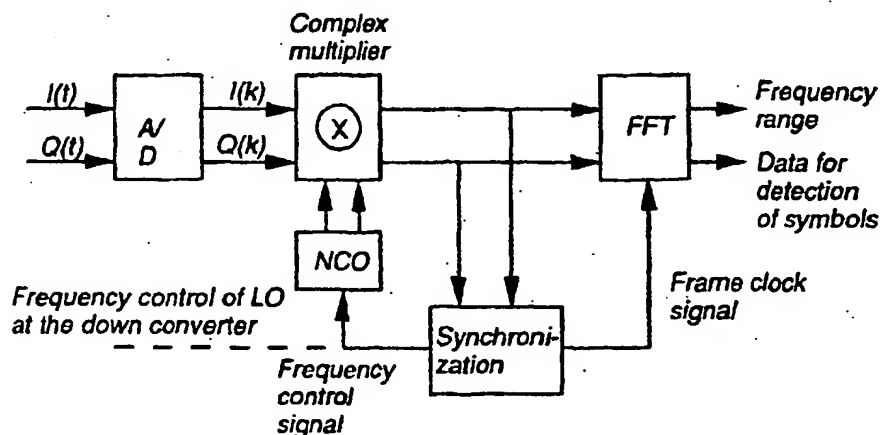 Complex
multiplier
I(t)
I(k)
Q(t)
Q(k)
A/
D
X
FFT
Frequency
range
Data for
detection
of symbols
NCO
Frequency control of LO
at the down converter
Frame clock
signal
Synchroni-
zation
Frequency
control
signal